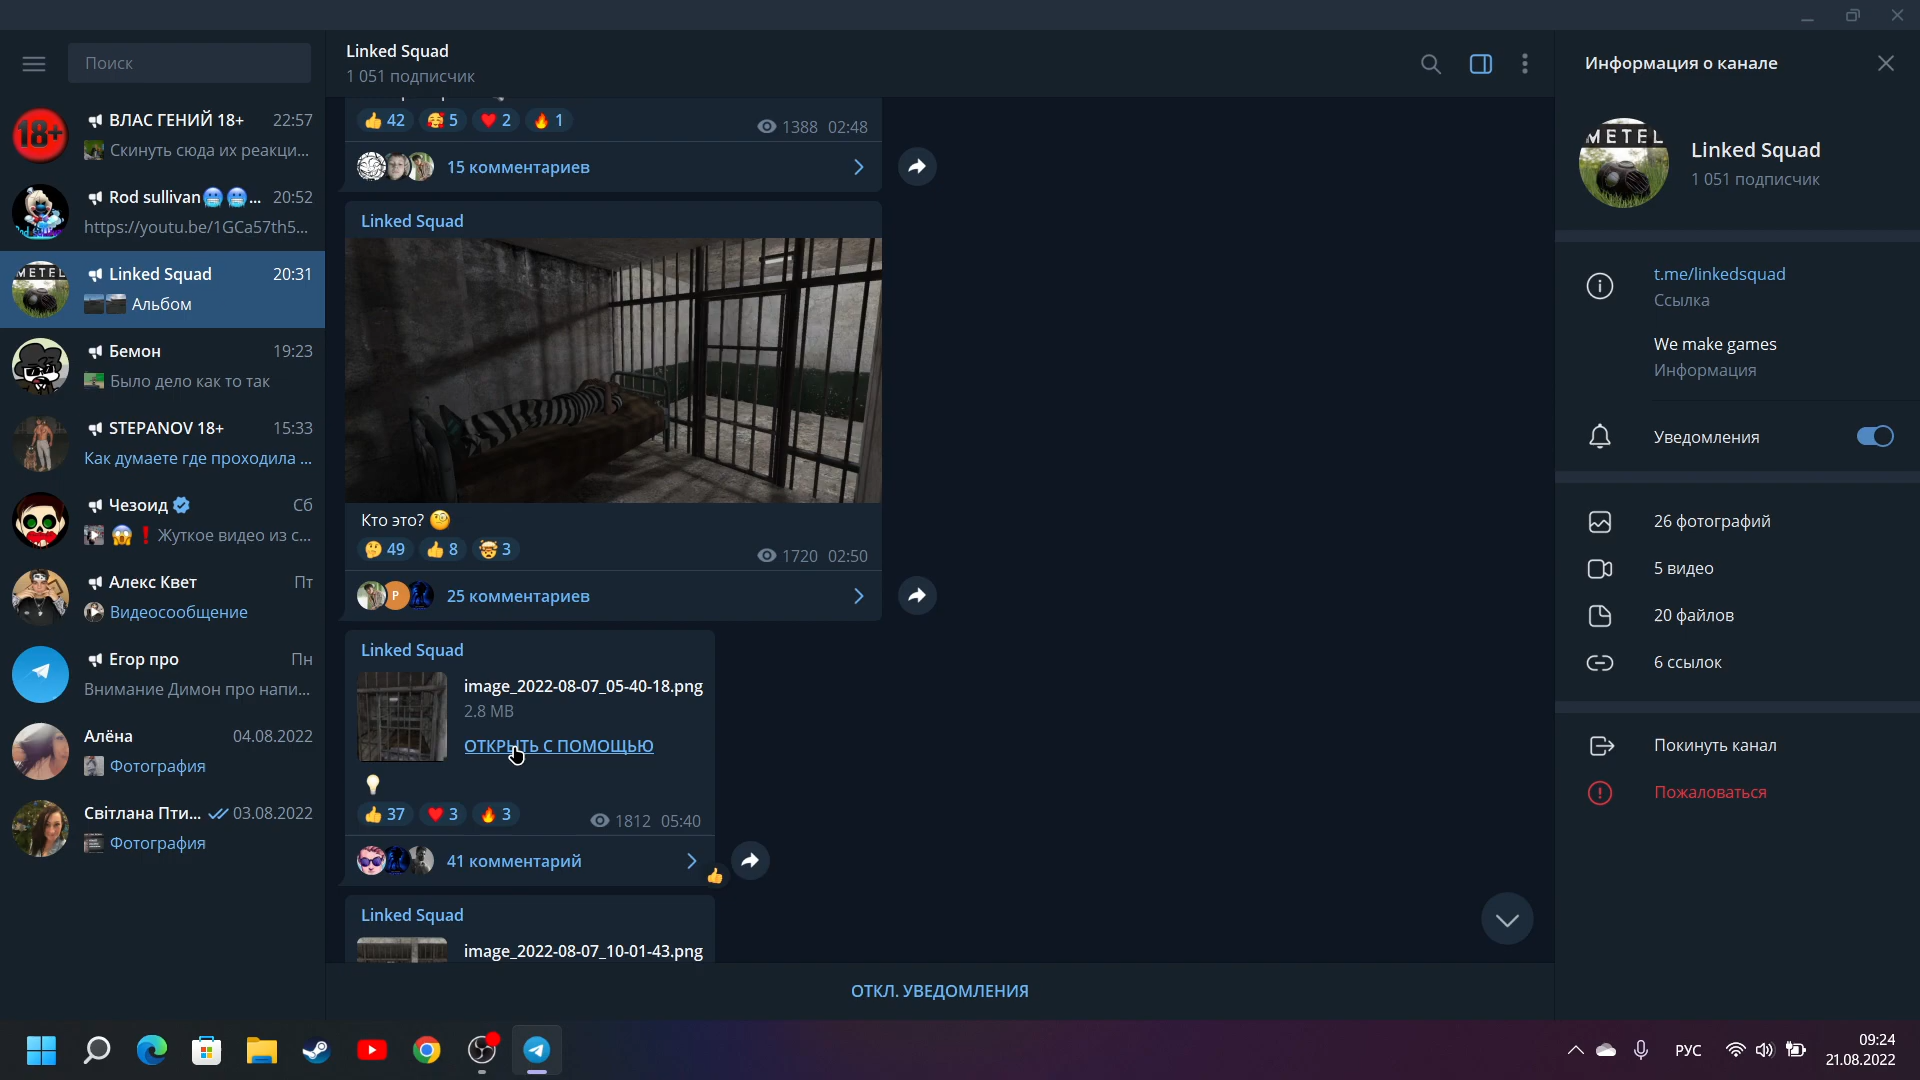 Поиск
ВЛАС ГЕНИЙ 18+ 22:57
Скинуть сюда их реакци...
18+
Rod sullivan🥶🥶... 20:52
https://youtu.be/1GCa57th5...
METEL
Linked Squad 20:31
Альбом
Бемон 19:23
Было дело как то так
STEPANOV 18+ 15:33
Как думаете где проходила ...
Чезоид Сб
😱❗Жуткое видео из с...
Алекс Квет Пт
Видеосообщение
Егор про Пн
Внимание Димон про напи...
Алёна 04.08.2022
Фотография
Світлана Пти... 03.08.2022
Фотография
Linked Squad
1 051 подписчик
👍 42 🥰 5 ❤ 2 🔥 1 1388 02:48
15 комментариев
Linked Squad
Кто это? 🧐
🤔 49 👍 8 🤯 3 1720 02:50
P
25 комментариев
Linked Squad
image_2022-08-07_05-40-18.png
2.8 MB
ОТКРЫТЬ С ПОМОЩЬЮ
💡
👍 37 ❤ 3 🔥 3 1812 05:40
41 комментарий
👍
Linked Squad
image_2022-08-07_10-01-43.png
ОТКЛ. УВЕДОМЛЕНИЯ
Информация о канале
METEL
Linked Squad
1 051 подписчик
t.me/linkedsquad
Ссылка
We make games
Информация
Уведомления
26 фотографий
5 видео
20 файлов
6 ссылок
Покинуть канал
Пожаловаться
РУС
09:24
21.08.2022